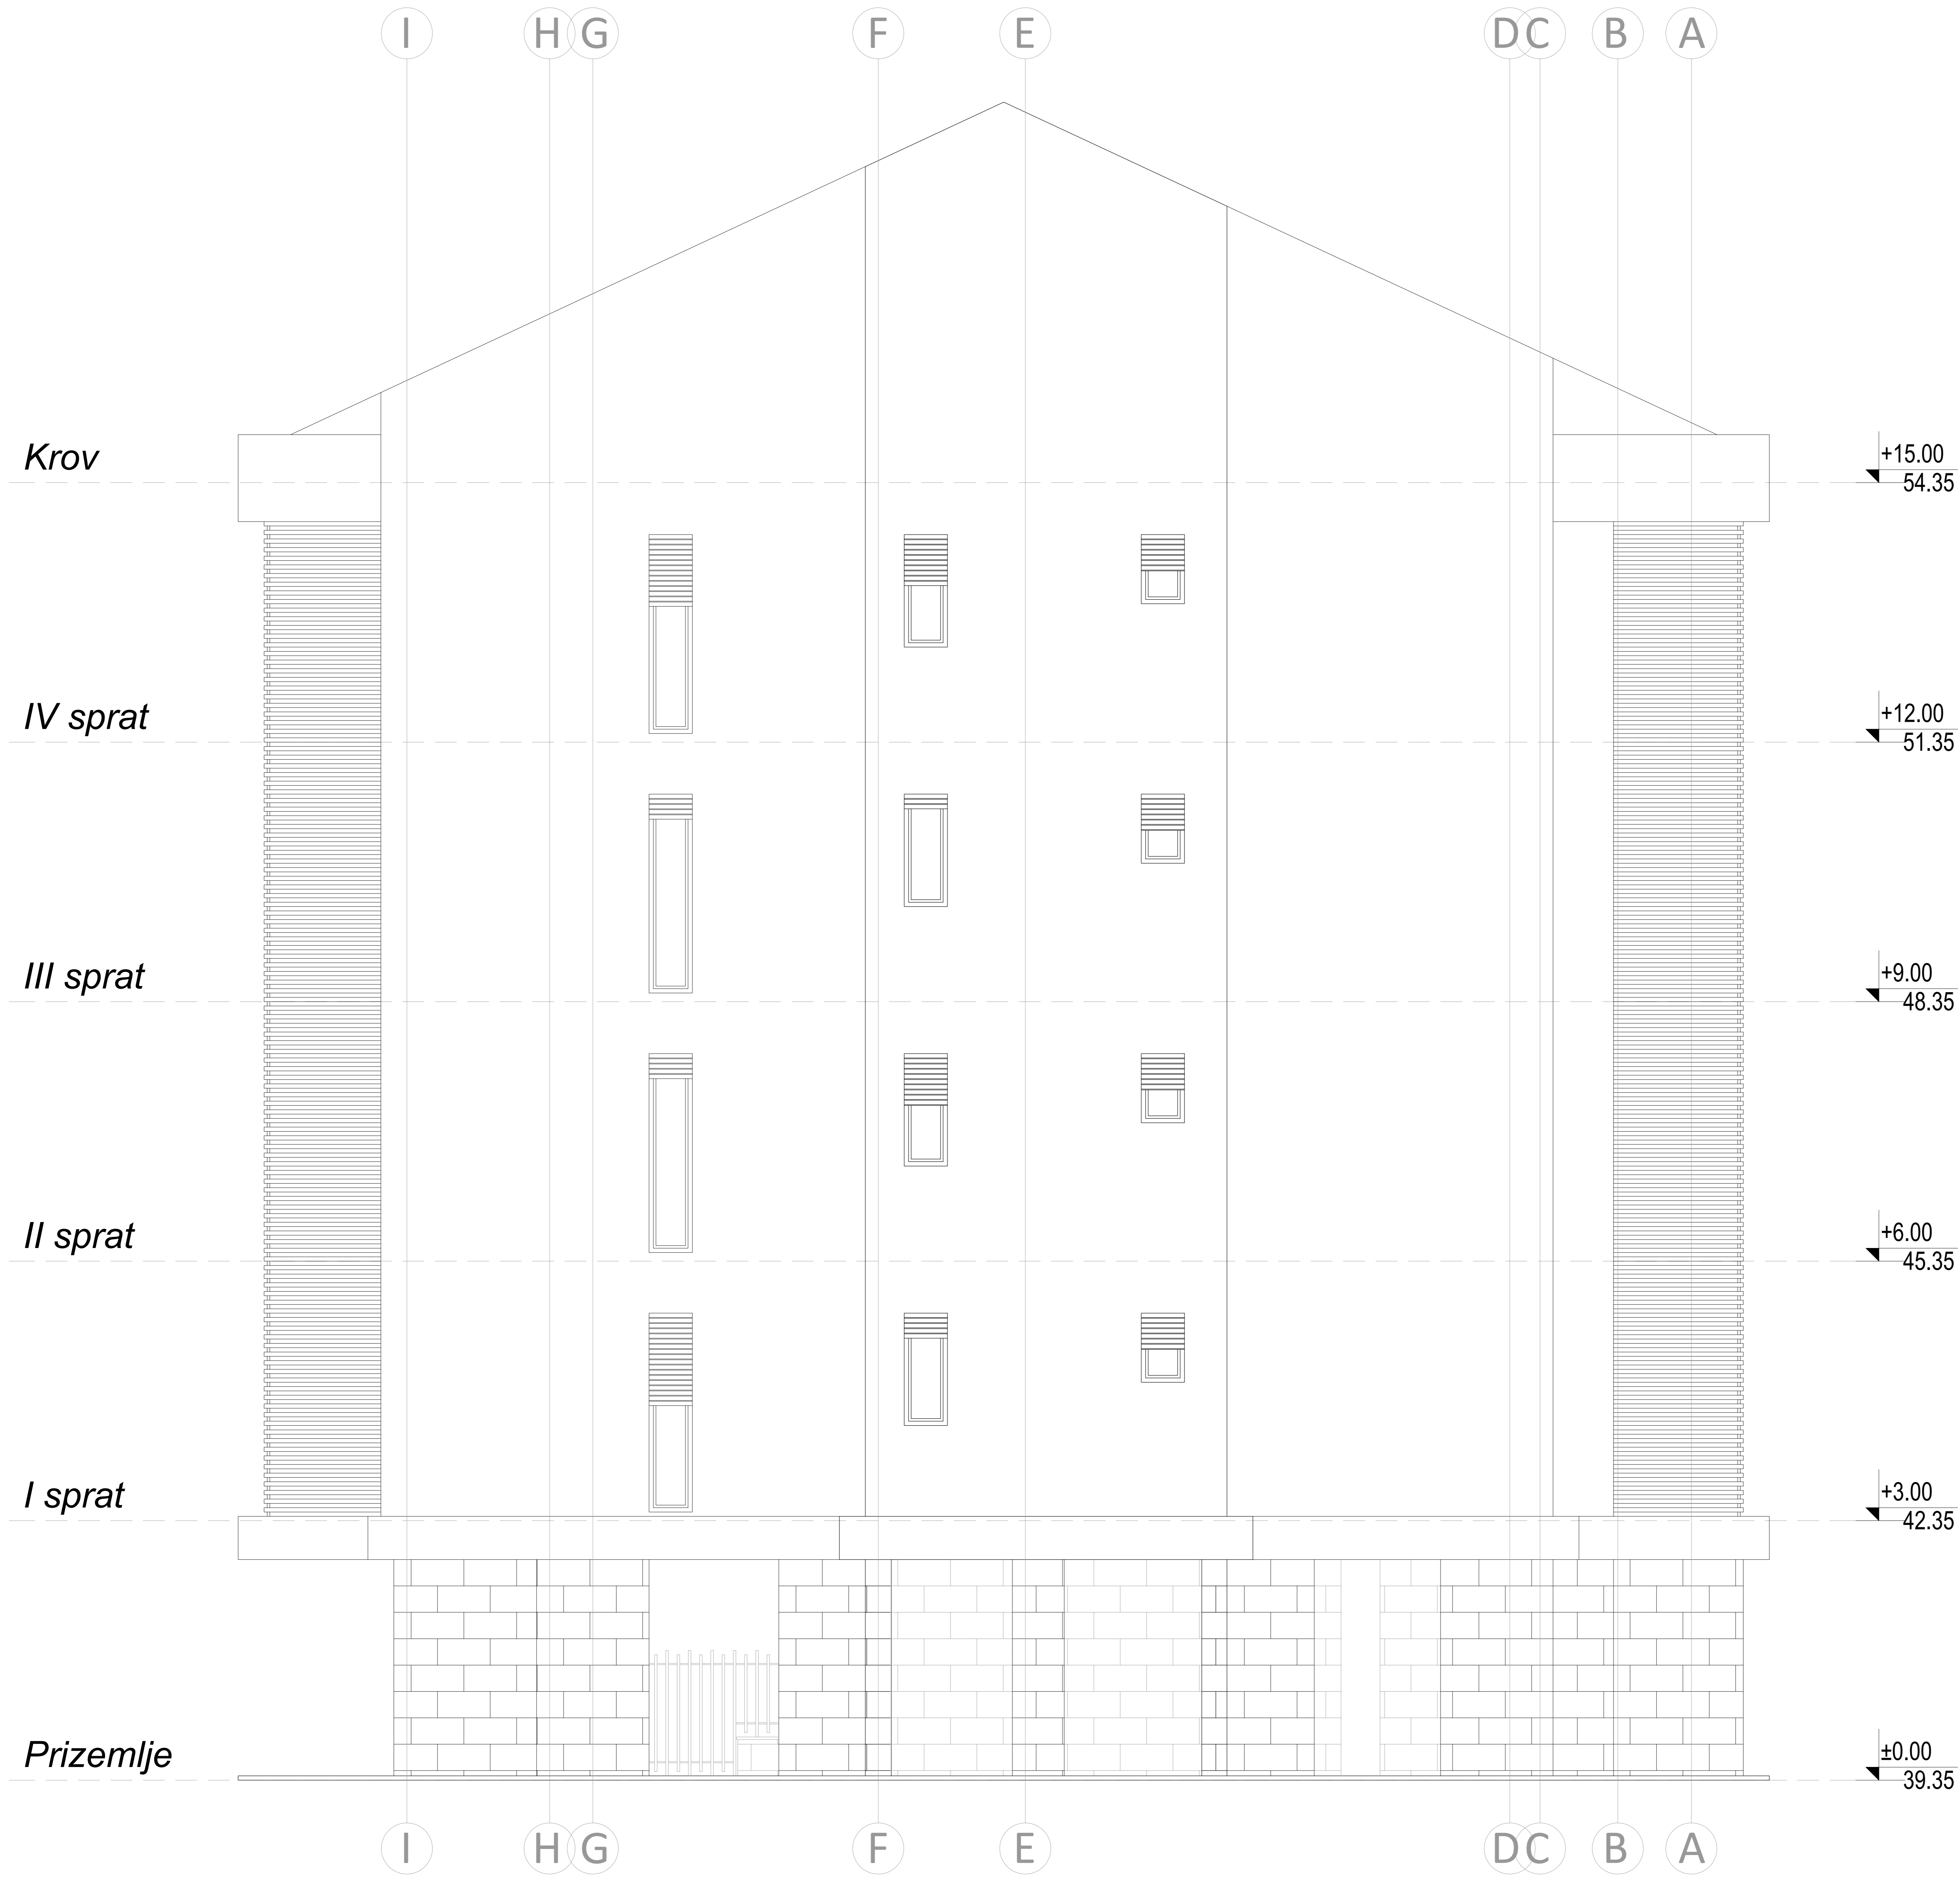 I H G F E D C B A
Krov
+15.00
54.35
IV sprat
+12.00
51.35
III sprat
+9.00
48.35
II sprat
+6.00
45.35
I sprat
+3.00
42.35
Prizemlje
±0.00
39.35
I H G F E D C B A